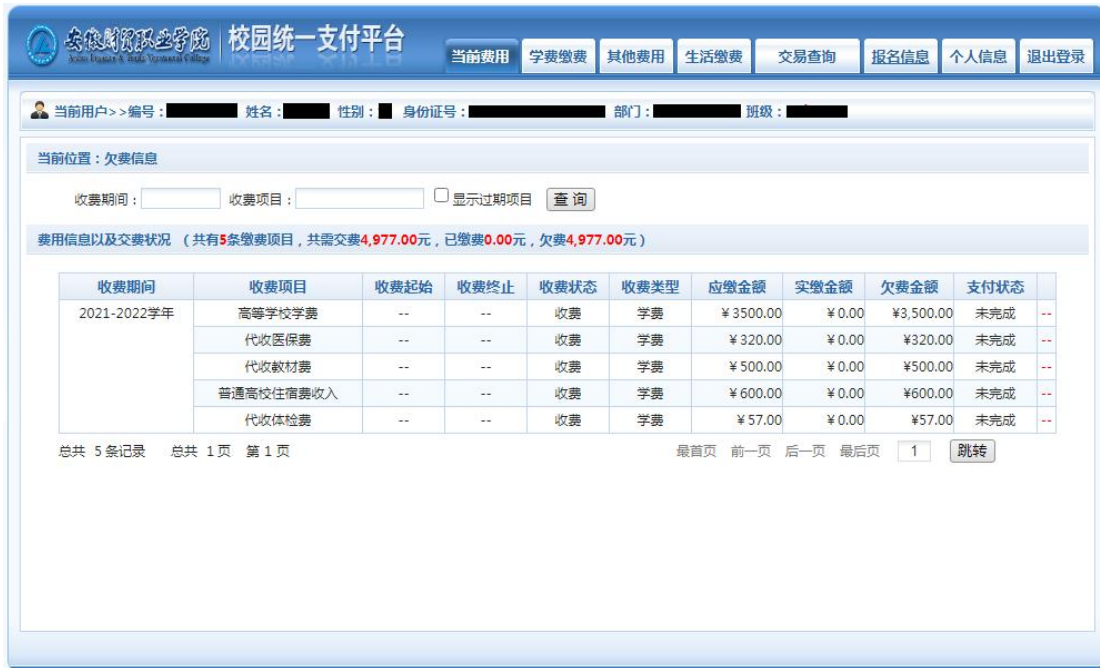 安徽财贸职业学院 校园统一支付平台
当前费用 学费缴费 其他费用 生活缴费 交易查询 报名信息 个人信息 退出登录
当前用户>>编号： 姓名： 性别： 身份证号： 部门： 班级：
当前位置：欠费信息
收费期间： 收费项目： 显示过期项目 查 询
费用信息以及交费状况 （共有5条缴费项目，共需交费4,977.00元，已缴费0.00元，欠费4,977.00元）
收费期间 收费项目 收费起始 收费终止 收费状态 收费类型 应缴金额 实缴金额 欠费金额 支付状态
2021-2022学年 高等学校学费 -- -- 收费 学费 ￥3500.00 ￥0.00 ¥3,500.00 未完成 --
代收医保费 -- -- 收费 学费 ￥320.00 ￥0.00 ¥320.00 未完成 --
代收教材费 -- -- 收费 学费 ￥500.00 ￥0.00 ¥500.00 未完成 --
普通高校住宿费收入 -- -- 收费 学费 ￥600.00 ￥0.00 ¥600.00 未完成 --
代收体检费 -- -- 收费 学费 ￥57.00 ￥0.00 ¥57.00 未完成 --
总共 5条记录 总共 1页 第1页 最首页 前一页 后一页 最后页 1 跳转